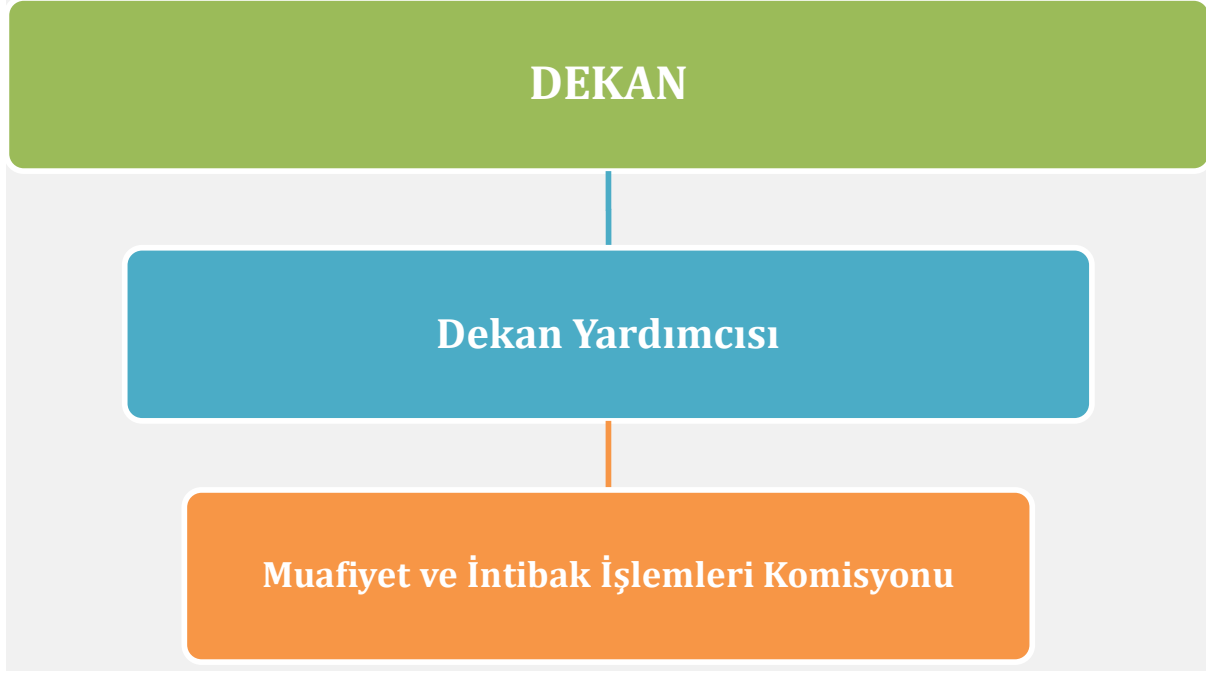 DEKAN
Dekan Yardımcısı
Muafiyet ve İntibak İşlemleri Komisyonu